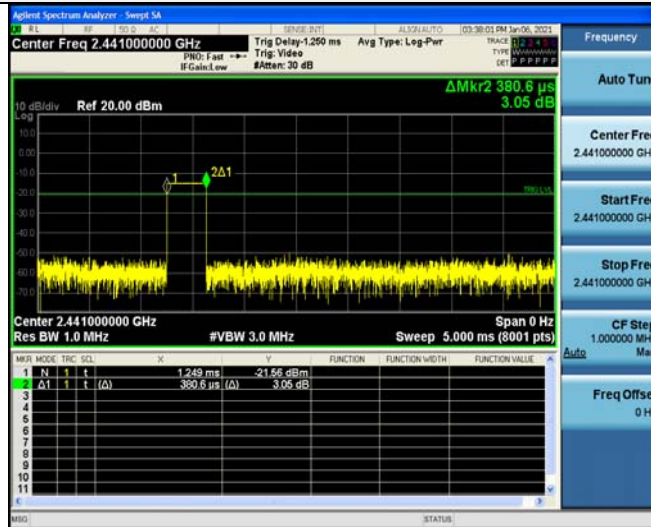 Agilent Spectrum Analyzer - Swept SA
RL RF 50 Ω AC SENSE:INT ALIGNAUTO 03:38:01 PM Jan 06, 2021
Center Freq 2.441000000 GHz
PNO: Fast
IFGain:Low
Trig Delay-1.250 ms
Trig: Video
#Atten: 30 dB
Avg Type: Log-Pwr
TRACE 1 2 3 4 5 6
TYPE
DET P P P P P P
ΔMkr2 380.6 µs
3.05 dB
10 dB/div Ref 20.00 dBm
Log
10.0
0.00
-10.0
-20.0
-30.0
-40.0
-50.0
-60.0
-70.0
1
2Δ1
TRIG LVL
Center 2.441000000 GHz Span 0 Hz
Res BW 1.0 MHz #VBW 3.0 MHz Sweep 5.000 ms (8001 pts)
MKR MODE TRC SCL X Y FUNCTION FUNCTION WIDTH FUNCTION VALUE
1 N 1 t 1.249 ms -21.56 dBm
2 Δ1 1 t (Δ) 380.6 µs (Δ) 3.05 dB
3
4
5
6
7
8
9
10
11
MSG STATUS
Frequency
Auto Tun
Center Fre
2.441000000 GH
Start Fre
2.441000000 GH
Stop Fre
2.441000000 GH
CF Ste
1.000000 MH
Auto Ma
Freq Offse
0 H